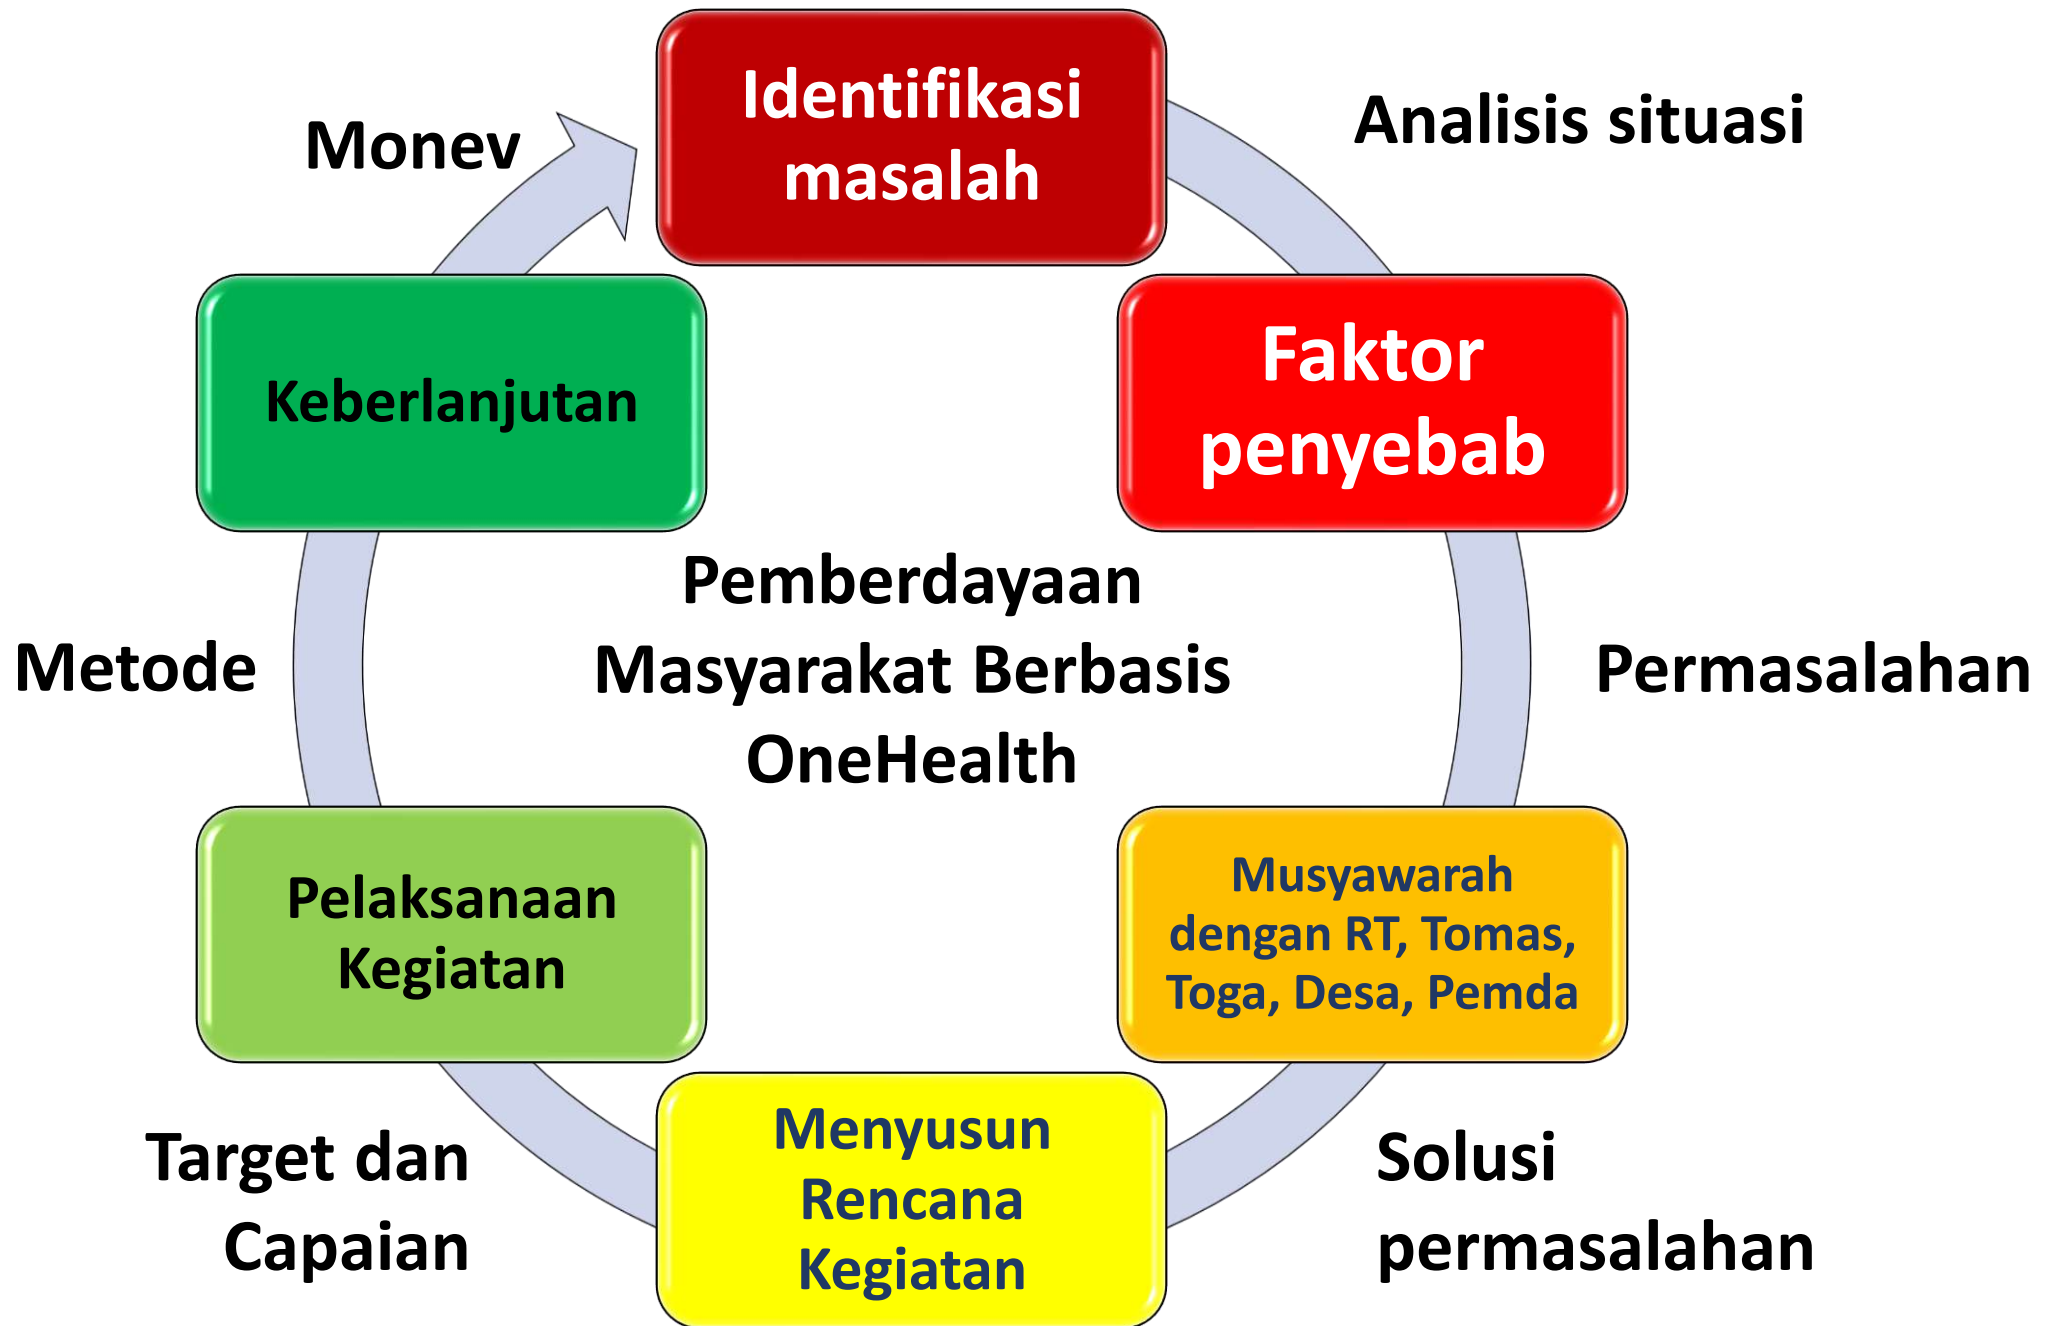 Identifikasi
masalah
Analisis situasi
Faktor
penyebab
Permasalahan
Musyawarah
dengan RT, Tomas,
Toga, Desa, Pemda
Solusi
permasalahan
Menyusun
Rencana
Kegiatan
Target dan
Capaian
Pelaksanaan
Kegiatan
Metode
Keberlanjutan
Monev
Pemberdayaan
Masyarakat Berbasis
OneHealth